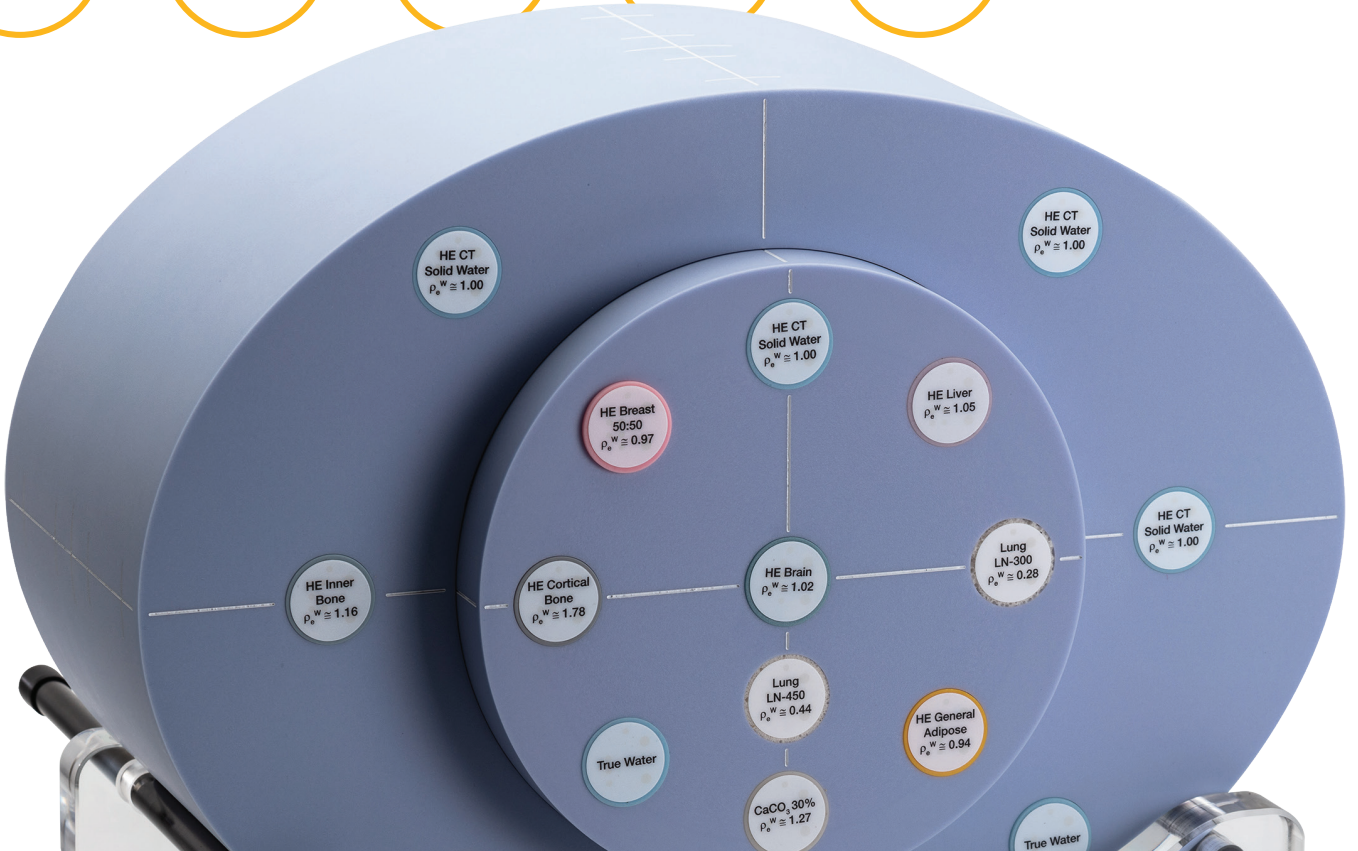 HE CT
Solid Water
ρₑᵂ ≅ 1.00
HE CT
Solid Water
ρₑᵂ ≅ 1.00
HE CT
Solid Water
ρₑᵂ ≅ 1.00
HE Breast
50:50
ρₑᵂ ≅ 0.97
HE Liver
ρₑᵂ ≅ 1.05
HE CT
Solid Water
ρₑᵂ ≅ 1.00
HE Inner
Bone
ρₑᵂ ≅ 1.16
HE Cortical
Bone
ρₑᵂ ≅ 1.78
HE Brain
ρₑᵂ ≅ 1.02
Lung
LN-300
ρₑᵂ ≅ 0.28
Lung
LN-450
ρₑᵂ ≅ 0.44
HE General
Adipose
ρₑᵂ ≅ 0.94
True Water
CaCO₃ 30%
ρₑᵂ ≅ 1.27
True Water